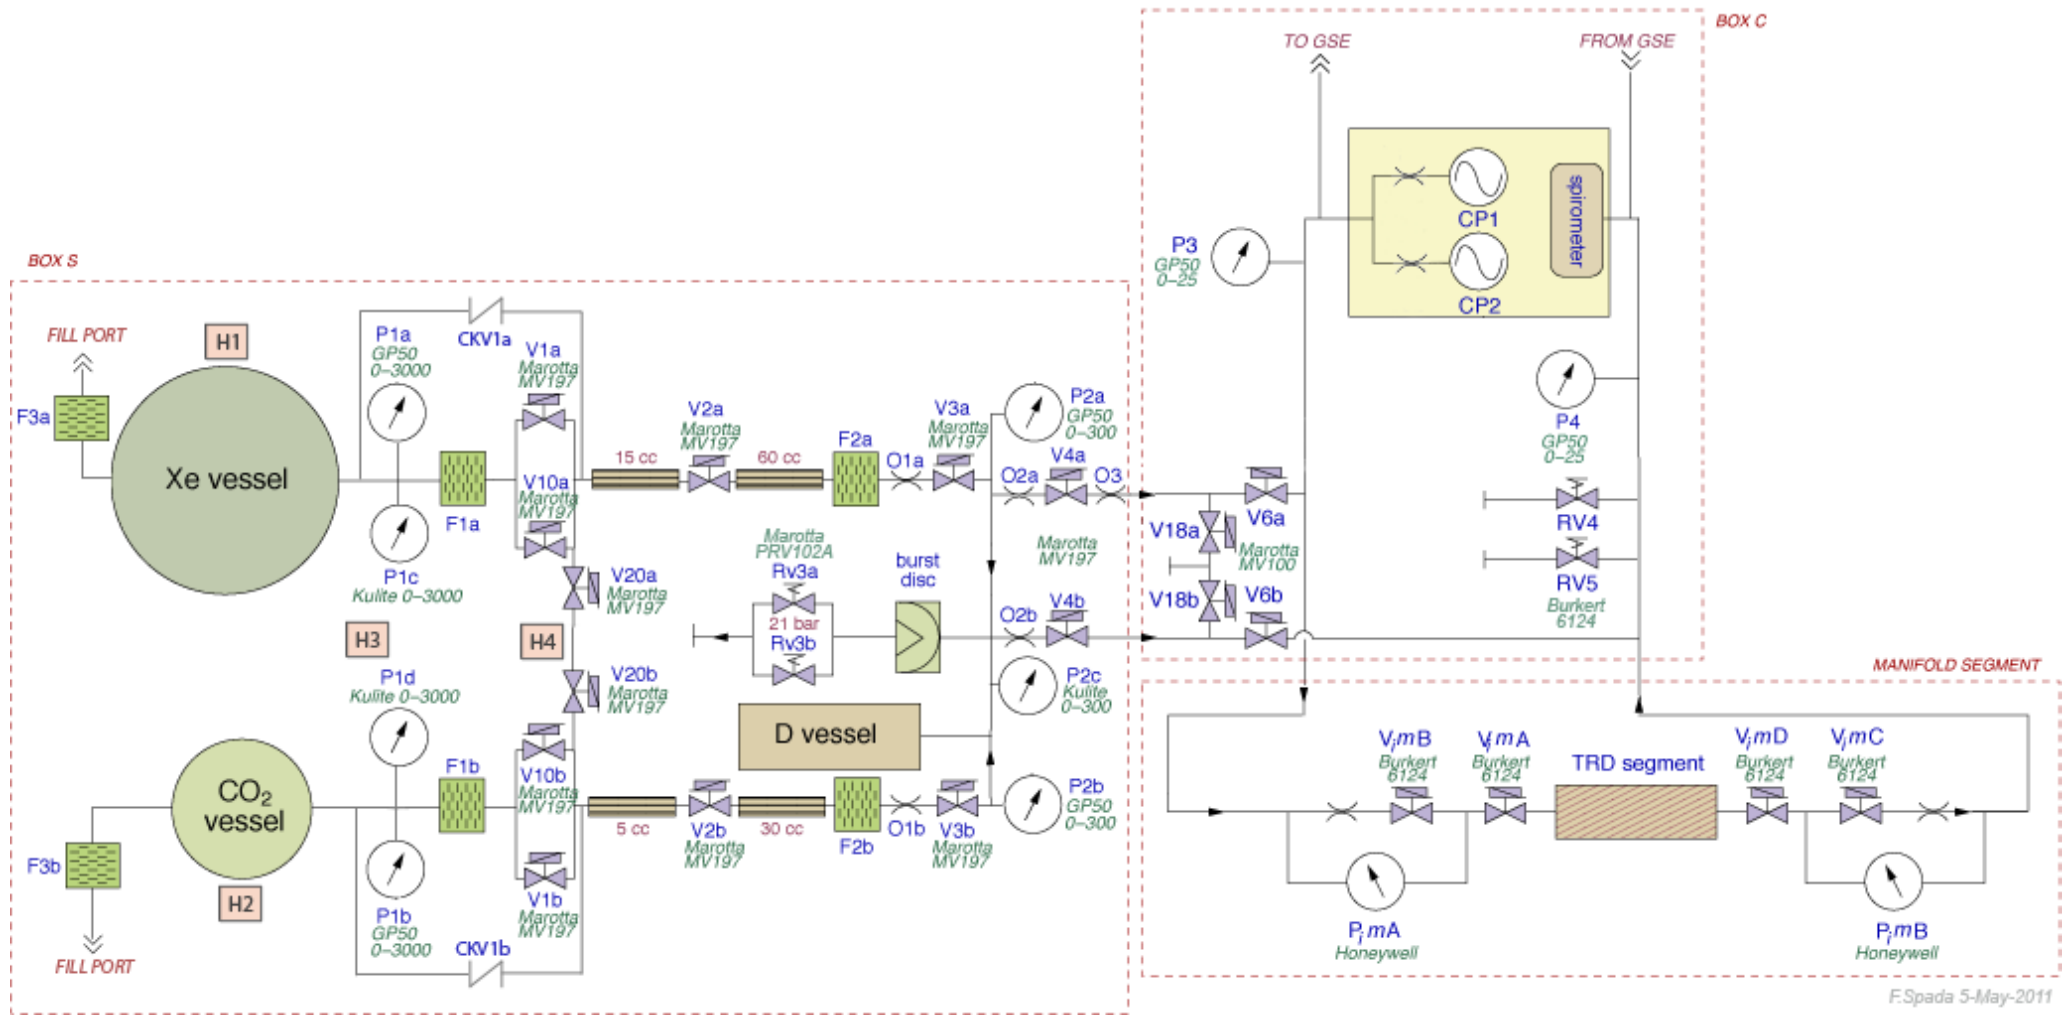 BOX C
TO GSE
FROM GSE
spirometer
CP1
CP2
P3
GP50
0–25
P4
GP50
0–25
RV4
RV5
Burkert
6124
BOX S
FILL PORT
H1
F3a
Xe vessel
P1a
GP50
0–3000
CKV1a
V1a
Marotta
MV197
F1a
V10a
Marotta
MV197
P1c
Kulite 0–3000
15 cc
V2a
Marotta
MV197
60 cc
F2a
O1a
V3a
Marotta
MV197
P2a
GP50
0–300
O2a
V4a
O3
Marotta
MV197
V18a
V6a
Marotta
MV100
V18b
V6b
V20a
Marotta
MV197
Marotta
PRV102A
Rv3a
21 bar
Rv3b
burst
disc
O2b
V4b
H3
H4
P1d
Kulite 0–3000
V20b
Marotta
MV197
D vessel
P2c
Kulite
0–300
CO2
vessel
F1b
V10b
Marotta
MV197
5 cc
V2b
Marotta
MV197
30 cc
F2b
O1b
V3b
Marotta
MV197
P2b
GP50
0–300
F3b
H2
FILL PORT
P1b
GP50
0–3000
V1b
Marotta
MV197
CKV1b
MANIFOLD SEGMENT
VimB
Burkert
6124
VimA
Burkert
6124
TRD segment
VimD
Burkert
6124
VimC
Burkert
6124
PimA
Honeywell
PimB
Honeywell
F.Spada 5-May-2011